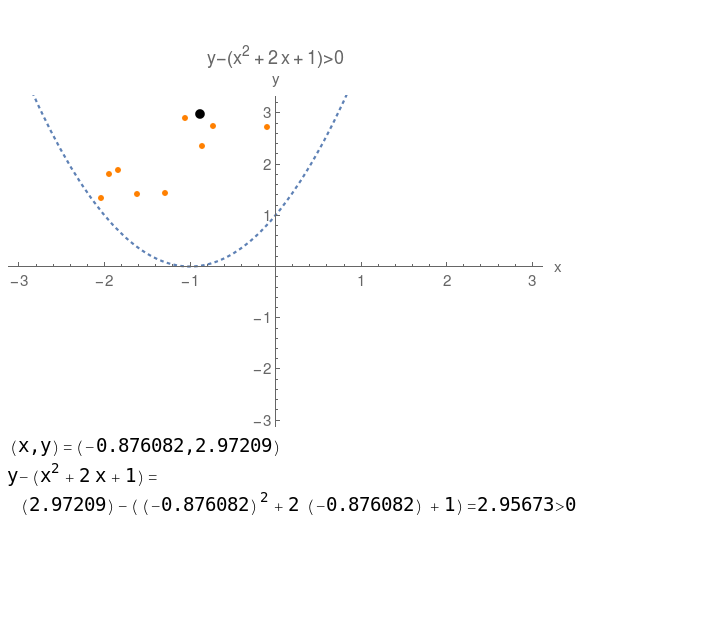 y−(x² + 2 x + 1)>0
y
3
2
1
−3 −2 −1 1 2 3 x
−1
−2
−3
(x,y) = (−0.876082,2.97209)
y− (x² + 2 x + 1) =
(2.97209) − ( (−0.876082)² + 2 (−0.876082) + 1) =2.95673>0